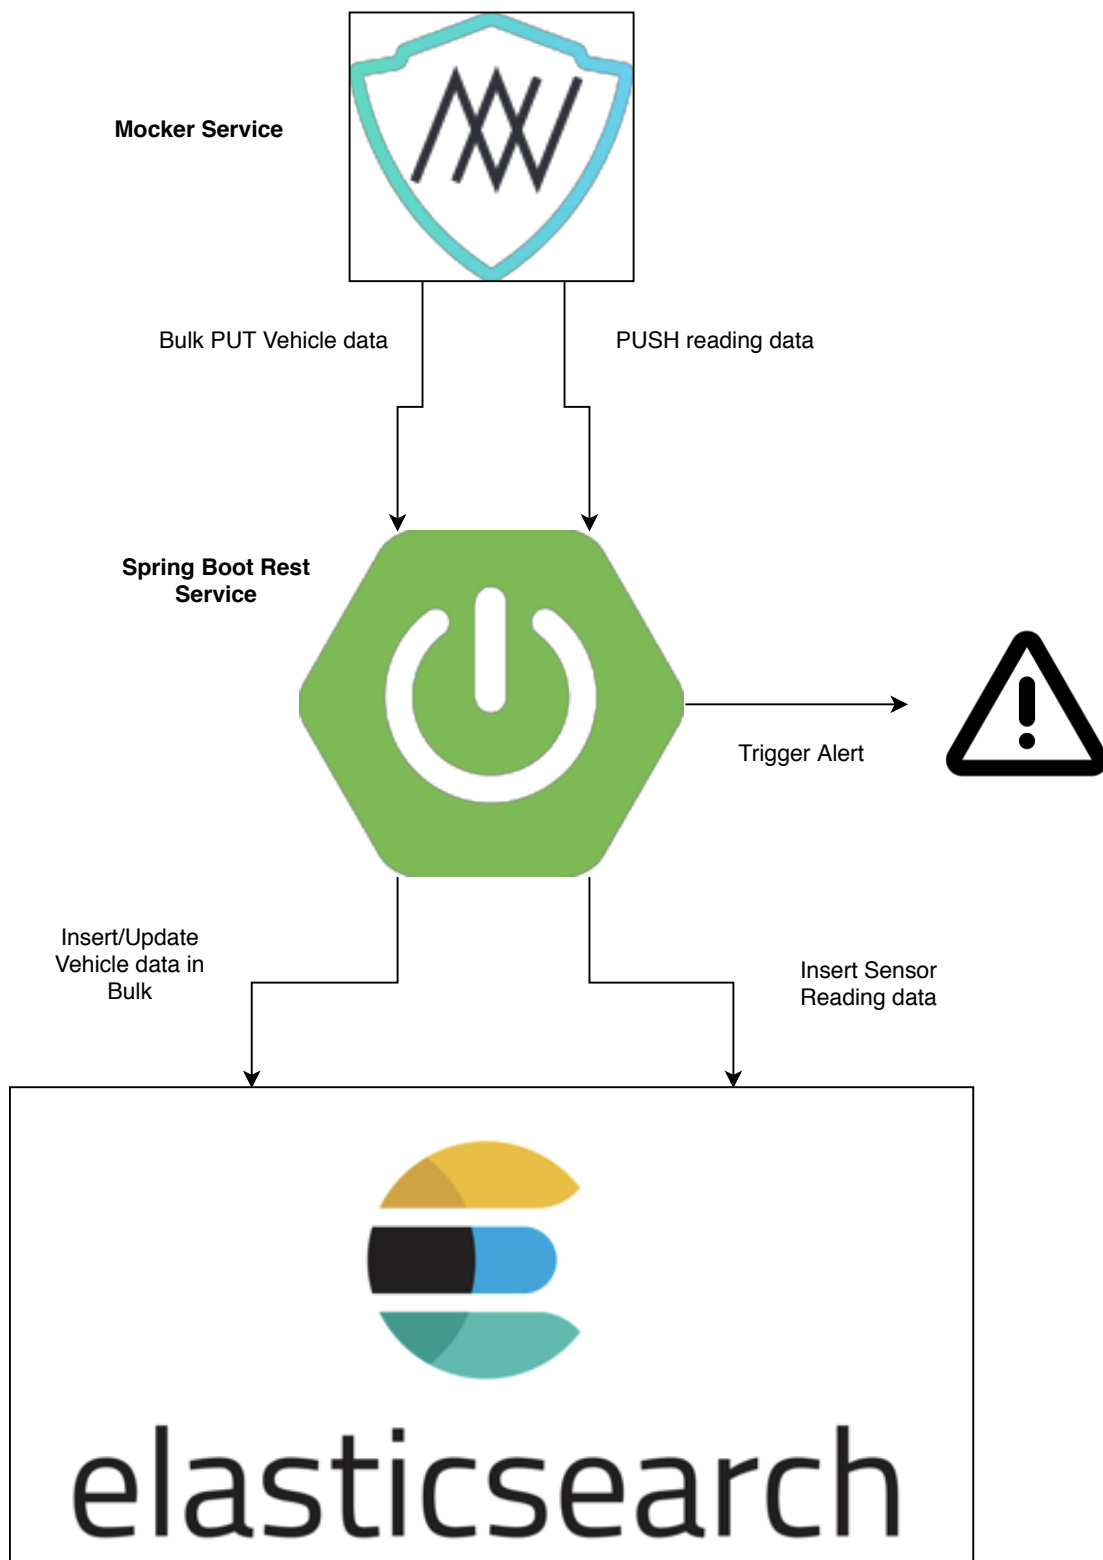 Mocker Service
Bulk PUT Vehicle data
PUSH reading data
Spring Boot Rest
Service
Trigger Alert
Insert/Update
Vehicle data in
Bulk
Insert Sensor
Reading data
elasticsearch